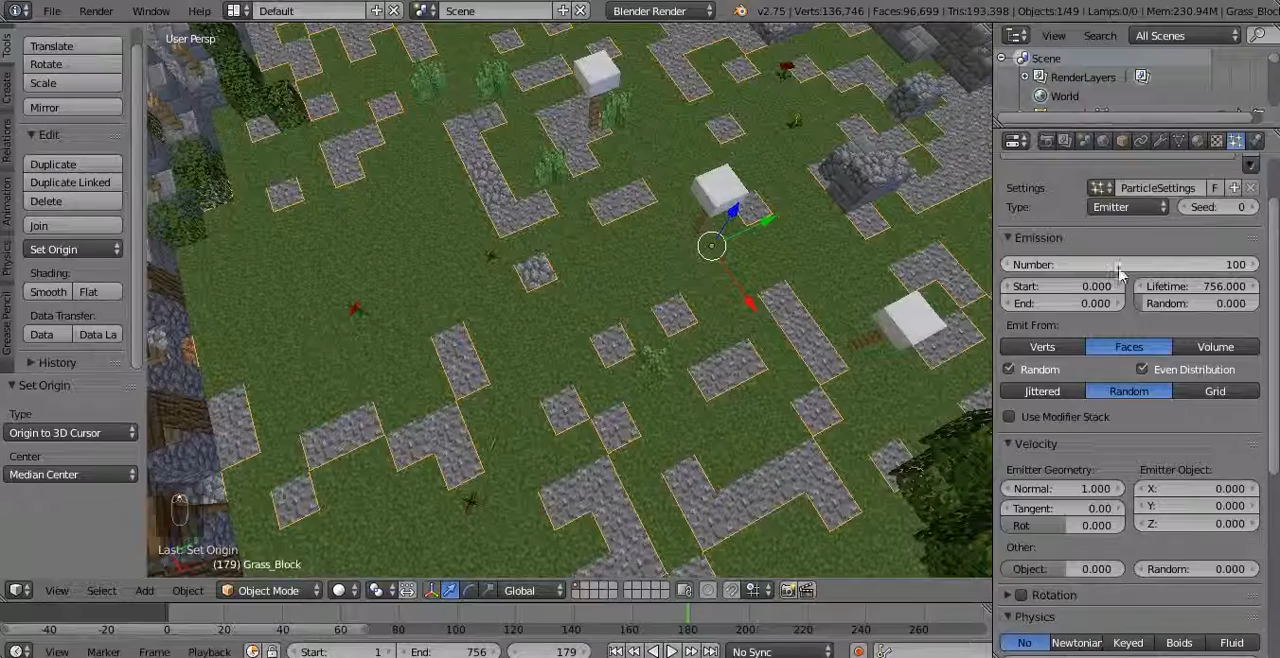 File Render Window Help Default Scene Blender Render v2.75 | Verts:136,746 | Faces:96,699 | Tris:193,398 | Objects:1/49 | Lamps:0/0 | Mem:230.94M | Grass_Bloc
User Persp
Tools
Create
Relations
Animation
Physics
Grease Pencil
Translate
Rotate
Scale
Mirror
Edit
Duplicate
Duplicate Linked
Delete
Join
Set Origin
Shading:
Smooth Flat
Data Transfer:
Data Data La
History
Set Origin
Type
Origin to 3D Cursor
Center
Median Center
Last: Set Origin
(179) Grass_Block
View Select Add Object Object Mode Global
-40 -20 0 20 40 60 80 100 120 140 160 180 200 220 240 260
View Marker Frame Playback Start: 1 End: 756 179 No Sync
View Search All Scenes
Scene
RenderLayers
World
Settings ParticleSettings F
Type: Emitter Seed: 0
Emission
Number: 100
Start: 0.000 Lifetime: 756.000
End: 0.000 Random: 0.000
Emit From:
Verts Faces Volume
Random Even Distribution
Jittered Random Grid
Use Modifier Stack
Velocity
Emitter Geometry: Emitter Object:
Normal: 1.000 X: 0.000
Tangent: 0.00 Y: 0.000
Rot 0.000 Z: 0.000
Other:
Object: 0.000 Random: 0.000
Rotation
Physics
No Newtonian Keyed Boids Fluid